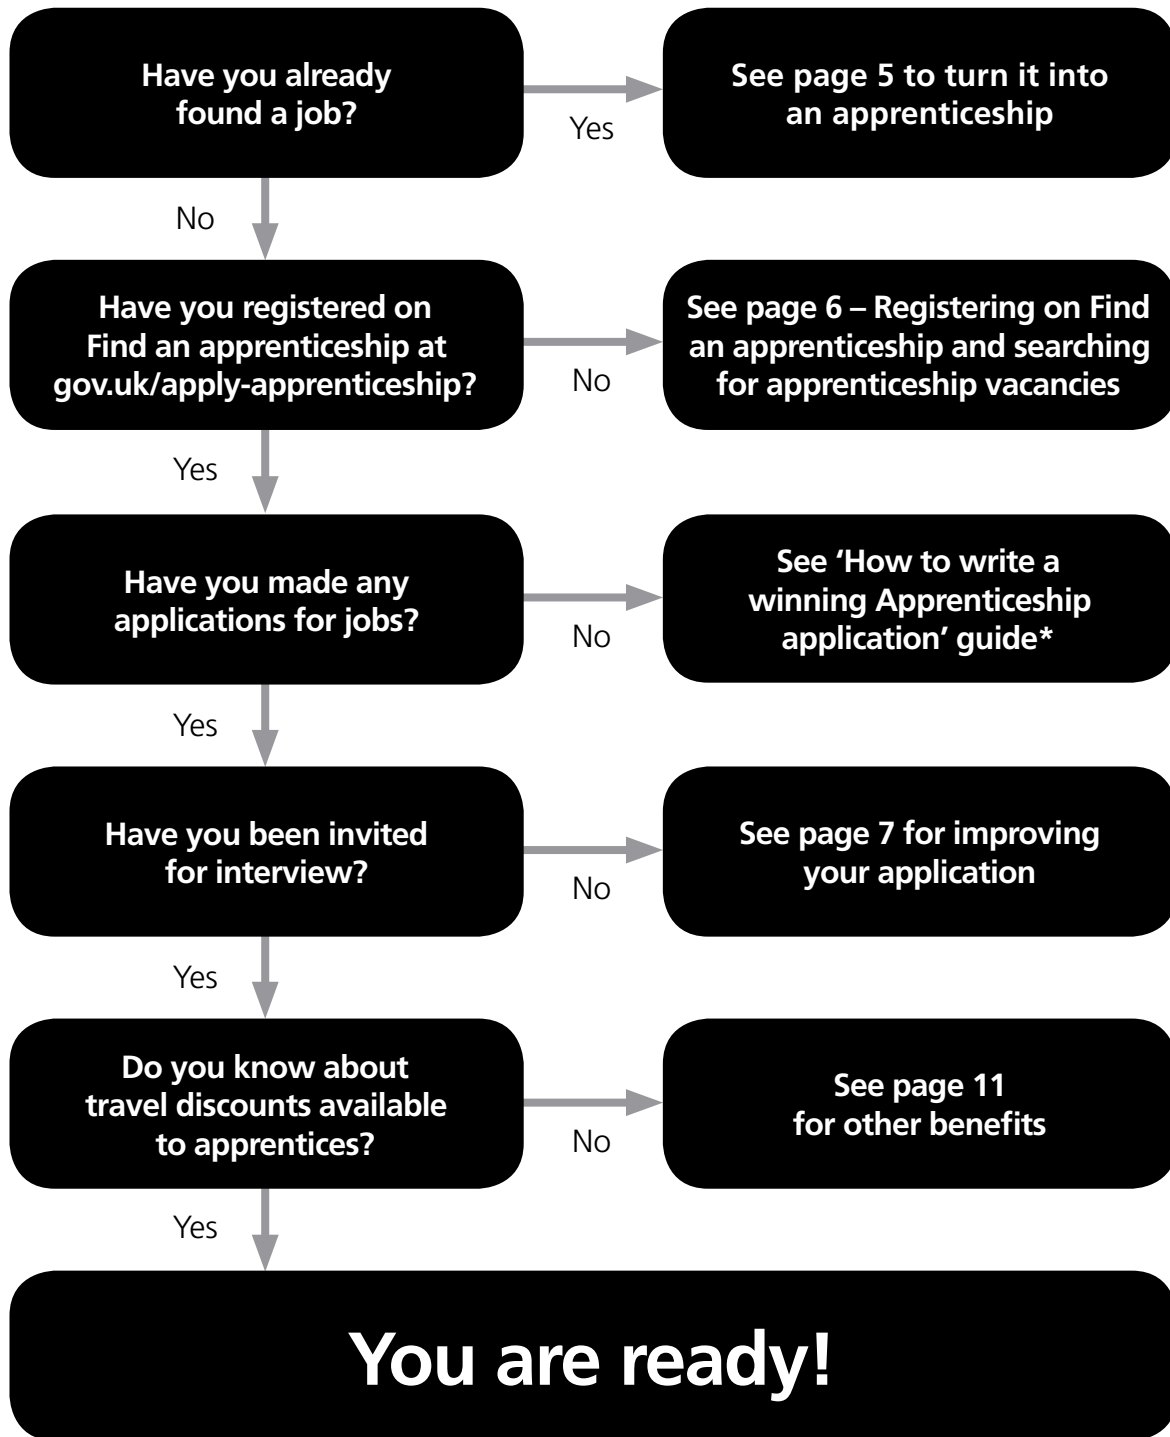 Have you already
found a job?
Yes
See page 5 to turn it into
an apprenticeship
No
Have you registered on
Find an apprenticeship at
gov.uk/apply-apprenticeship?
No
See page 6 – Registering on Find
an apprenticeship and searching
for apprenticeship vacancies
Yes
Have you made any
applications for jobs?
No
See ‘How to write a
winning Apprenticeship
application’ guide*
Yes
Have you been invited
for interview?
No
See page 7 for improving
your application
Yes
Do you know about
travel discounts available
to apprentices?
No
See page 11
for other benefits
Yes
You are ready!